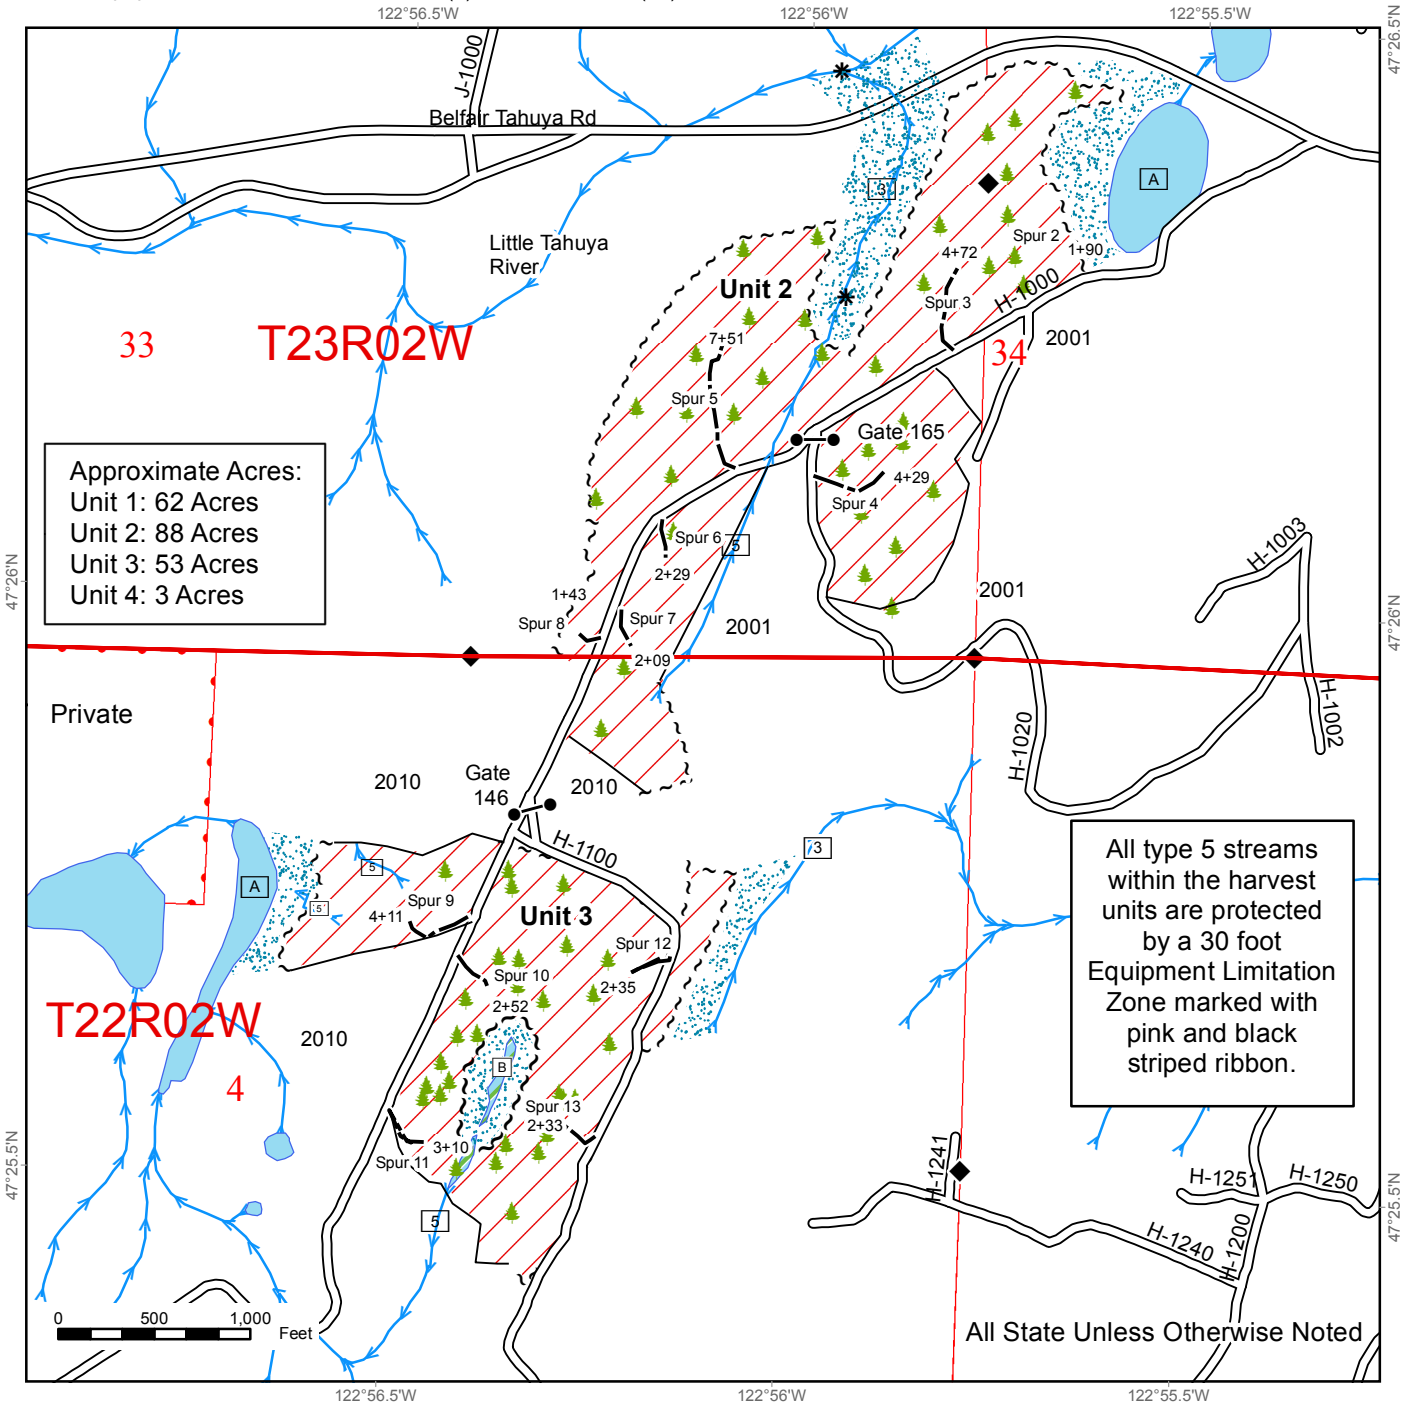 122°56.5'W
122°56'W
122°55.5'W
47°26.5'N
J-1000
Belfair Tahuya Rd
3
A
Little Tahuya
River
Spur 2
1+90
4+72
Unit 2
Spur 3
H-1000
33
T23R02W
7+51
34
2001
Spur 5
Gate 165
Approximate Acres:
Unit 1: 62 Acres
Unit 2: 88 Acres
Unit 3: 53 Acres
Unit 4: 3 Acres
4+29
Spur 4
Spur 6
5
H-1003
2+29
47°26'N
1+43
2001
47°26'N
Spur 8
Spur 7
2001
2+09
Private
H-1002
H-1020
2010
Gate
146
2010
H-1100
3
5
A
5
Spur 9
4+11
Unit 3
Spur 12
All type 5 streams
within the harvest
units are protected
by a 30 foot
Equipment Limitation
Zone marked with
pink and black
striped ribbon.
Spur 10
2+35
2+52
T22R02W
2010
B
4
Spur 13
2+33
3+10
Spur 11
H-1241
47°25.5'N
H-1251
H-1250
5
H-1240
H-1200
47°25.5'N
0
500
1,000
Feet
All State Unless Otherwise Noted
122°56.5'W
122°56'W
122°55.5'W